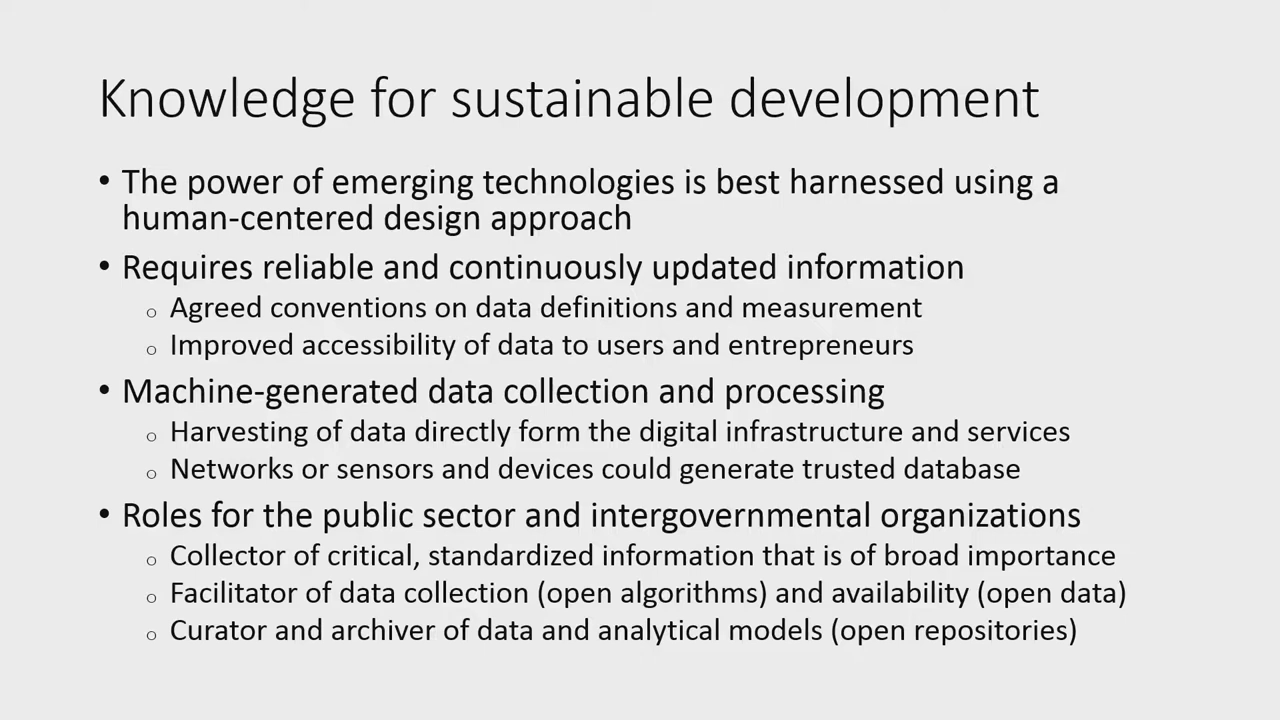 Knowledge for sustainable development
• The power of emerging technologies is best harnessed using a
human-centered design approach
• Requires reliable and continuously updated information
o Agreed conventions on data definitions and measurement
o Improved accessibility of data to users and entrepreneurs
• Machine-generated data collection and processing
o Harvesting of data directly form the digital infrastructure and services
o Networks or sensors and devices could generate trusted database
• Roles for the public sector and intergovernmental organizations
o Collector of critical, standardized information that is of broad importance
o Facilitator of data collection (open algorithms) and availability (open data)
o Curator and archiver of data and analytical models (open repositories)